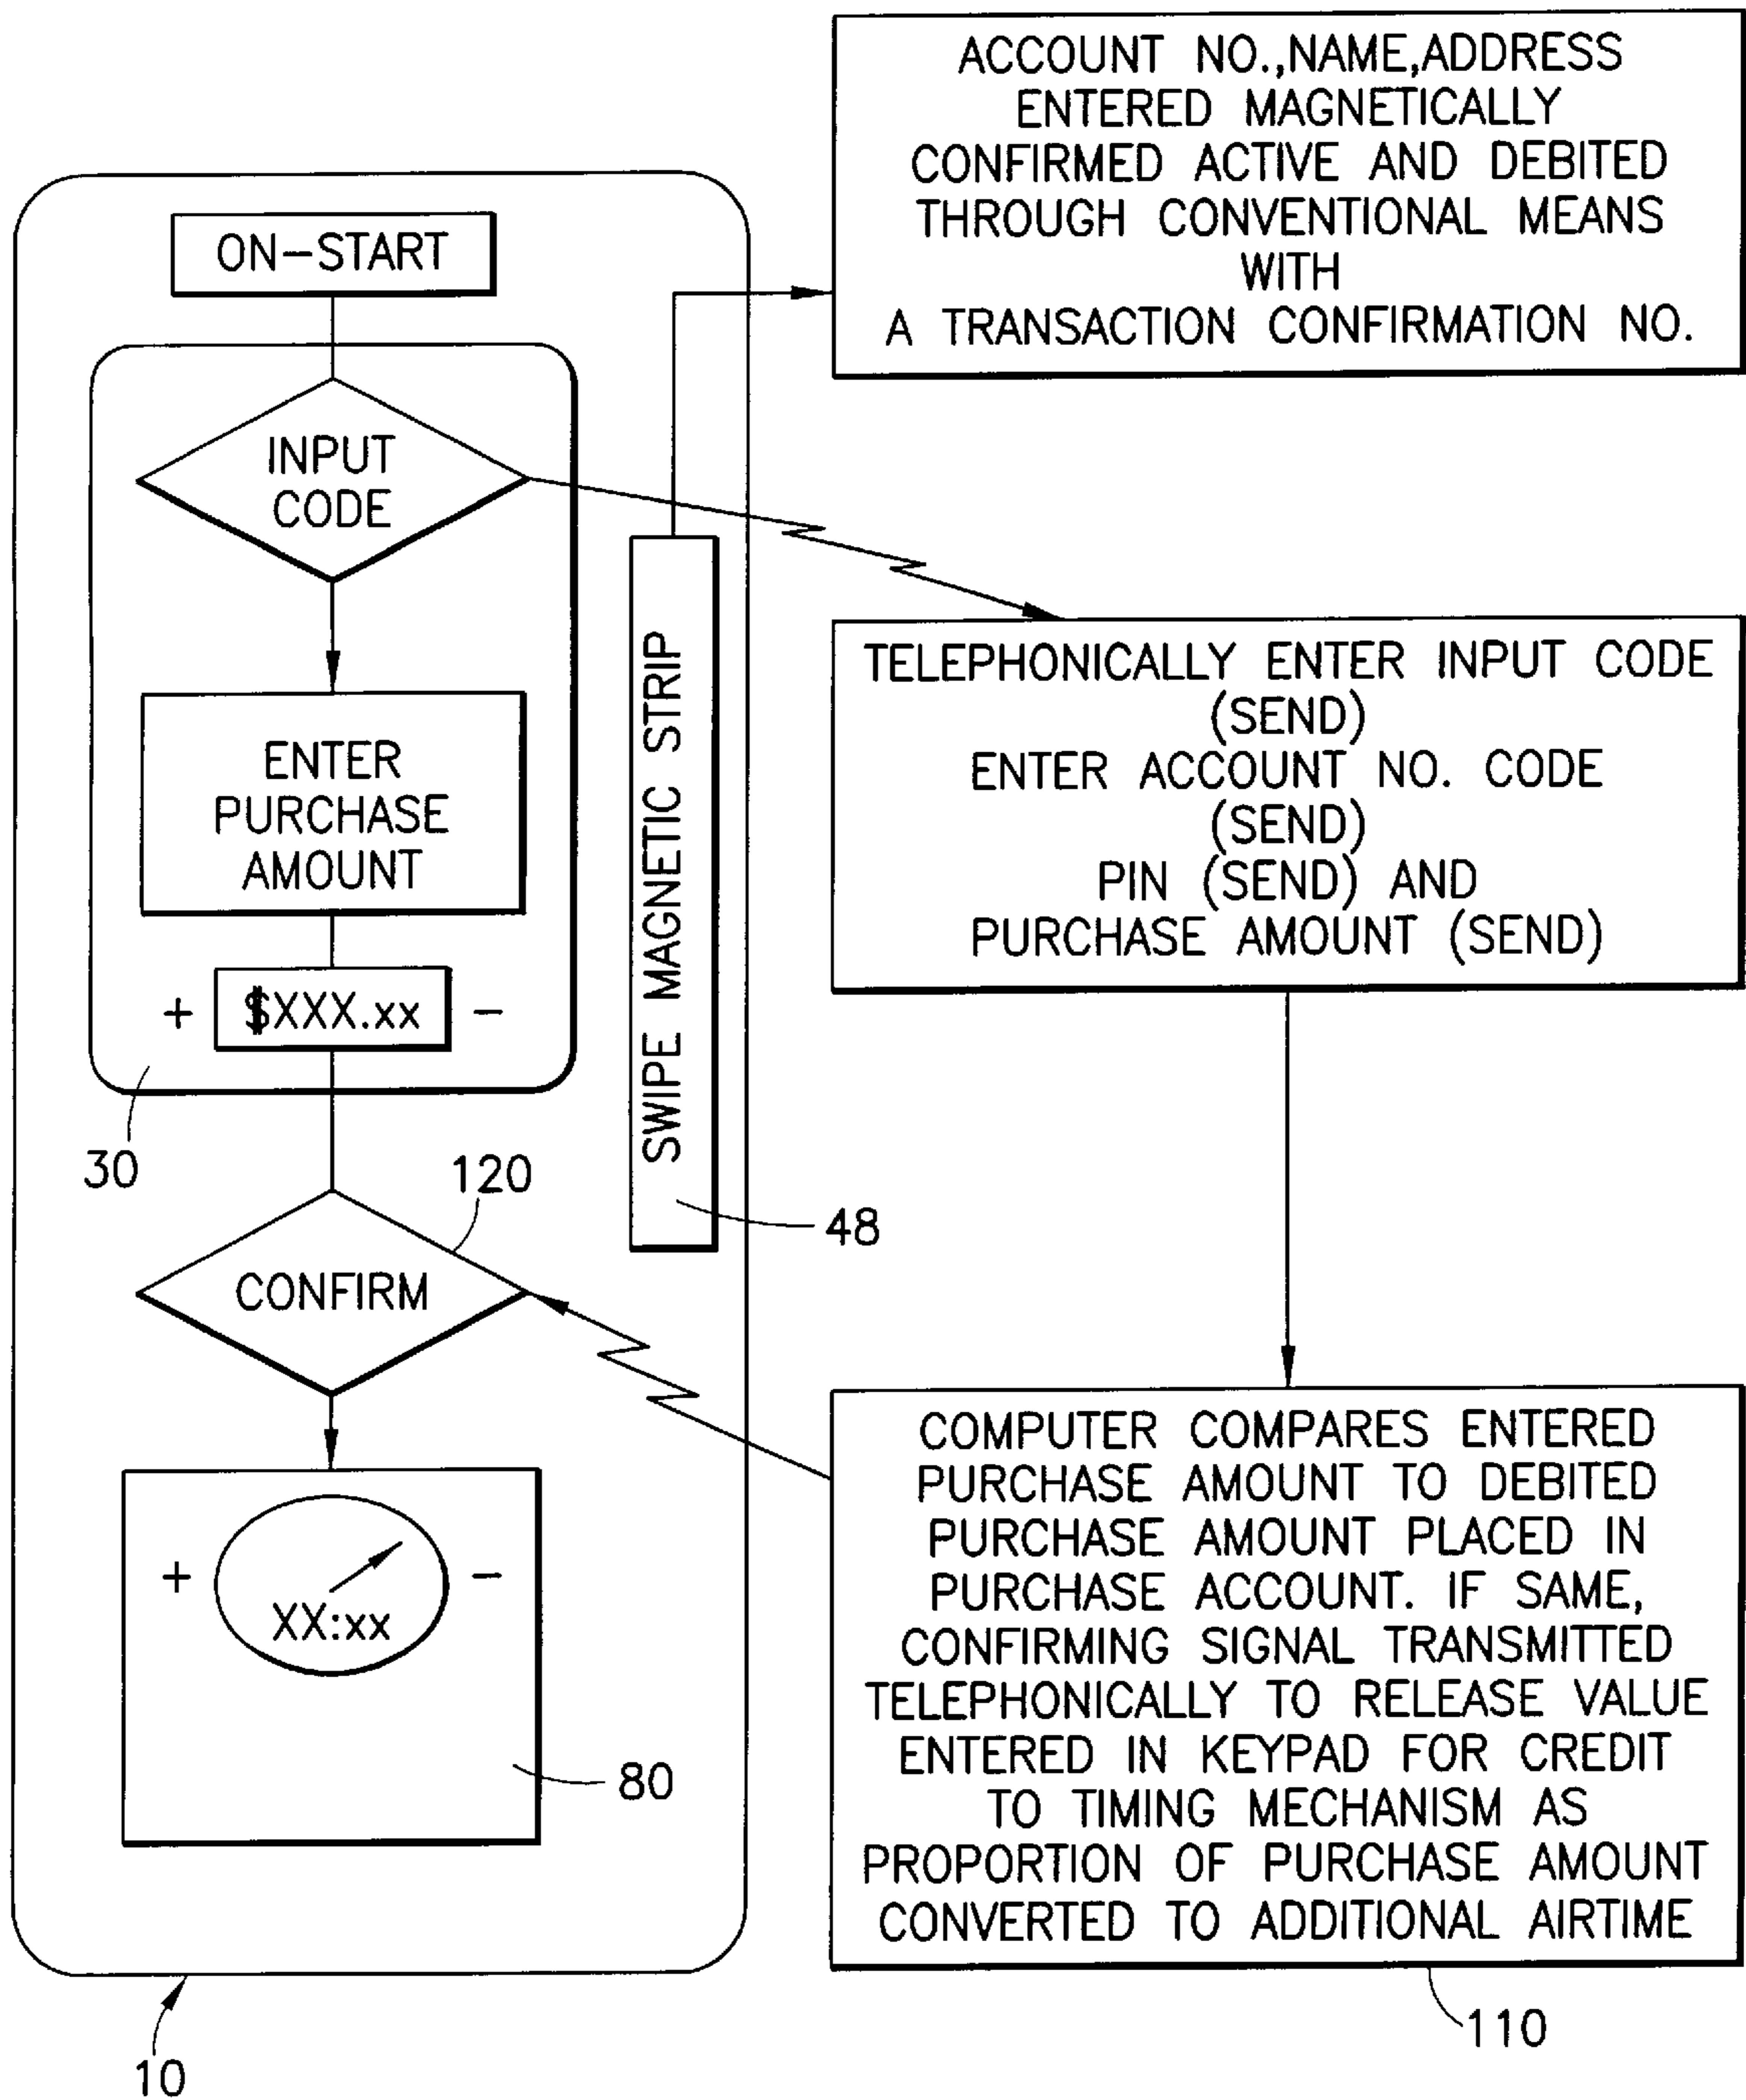 ACCOUNT NO.,NAME,ADDRESS
ENTERED MAGNETICALLY
CONFIRMED ACTIVE AND DEBITED
THROUGH CONVENTIONAL MEANS
WITH
A TRANSACTION CONFIRMATION NO.
ON-START
INPUT
CODE
ENTER
PURCHASE
AMOUNT
+ $XXX.xx -
30
SWIPE MAGNETIC STRIP
48
TELEPHONICALLY ENTER INPUT CODE
(SEND)
ENTER ACCOUNT NO. CODE
(SEND)
PIN (SEND) AND
PURCHASE AMOUNT (SEND)
120
CONFIRM
+ XX:xx -
80
COMPUTER COMPARES ENTERED
PURCHASE AMOUNT TO DEBITED
PURCHASE AMOUNT PLACED IN
PURCHASE ACCOUNT. IF SAME,
CONFIRMING SIGNAL TRANSMITTED
TELEPHONICALLY TO RELEASE VALUE
ENTERED IN KEYPAD FOR CREDIT
TO TIMING MECHANISM AS
PROPORTION OF PURCHASE AMOUNT
CONVERTED TO ADDITIONAL AIRTIME
110
10